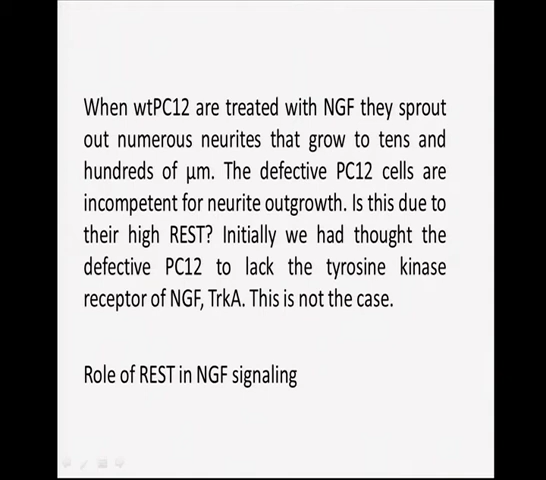 When wtPC12 are treated with NGF they sprout
out numerous neurites that grow to tens and
hundreds of µm. The defective PC12 cells are
incompetent for neurite outgrowth. Is this due to
their high REST? Initially we had thought the
defective PC12 to lack the tyrosine kinase
receptor of NGF, TrkA. This is not the case.
Role of REST in NGF signaling